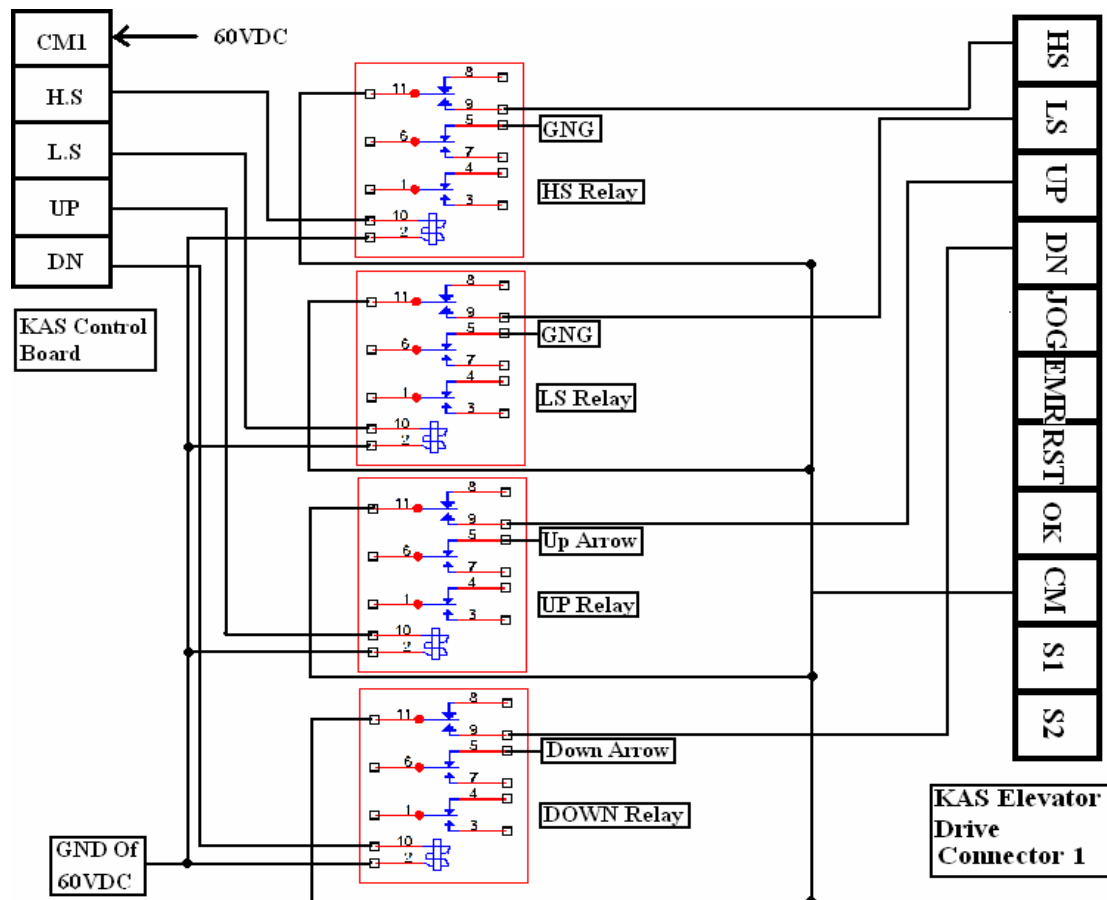 CM1
60VDC
H.S
L.S
UP
DN
KAS Control
Board
8
11
9
5
GNG
6
7
4
1
HS Relay
3
10
2
8
11
9
5
GNG
6
7
4
1
LS Relay
3
10
2
8
11
9
5
Up Arrow
6
7
4
1
UP Relay
3
10
2
8
11
9
5
Down Arrow
6
7
4
1
DOWN Relay
3
10
2
GND Of
60VDC
HS
LS
UP
DN
JOG
EMR
RST
OK
CM
S1
S2
KAS Elevator
Drive
Connector 1